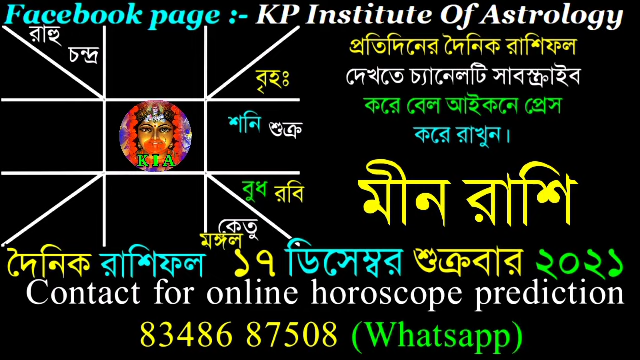 Facebook page :- KP Institute Of Astrology
রাহু
চন্দ্র
বৃহঃ
শনি শুক্র
KIA
বুধ রবি
কেতু
মঙ্গল
প্রতিদিনের দৈনিক রাশিফল
দেখতে চ্যানেলটি সাবস্ক্রাইব
করে বেল আইকনে প্রেস
করে রাখুন।
মীন রাশি
দৈনিক রাশিফল ১৭ ডিসেম্বর শুক্রবার ২০২১
Contact for online horoscope prediction
83486 87508 (Whatsapp)